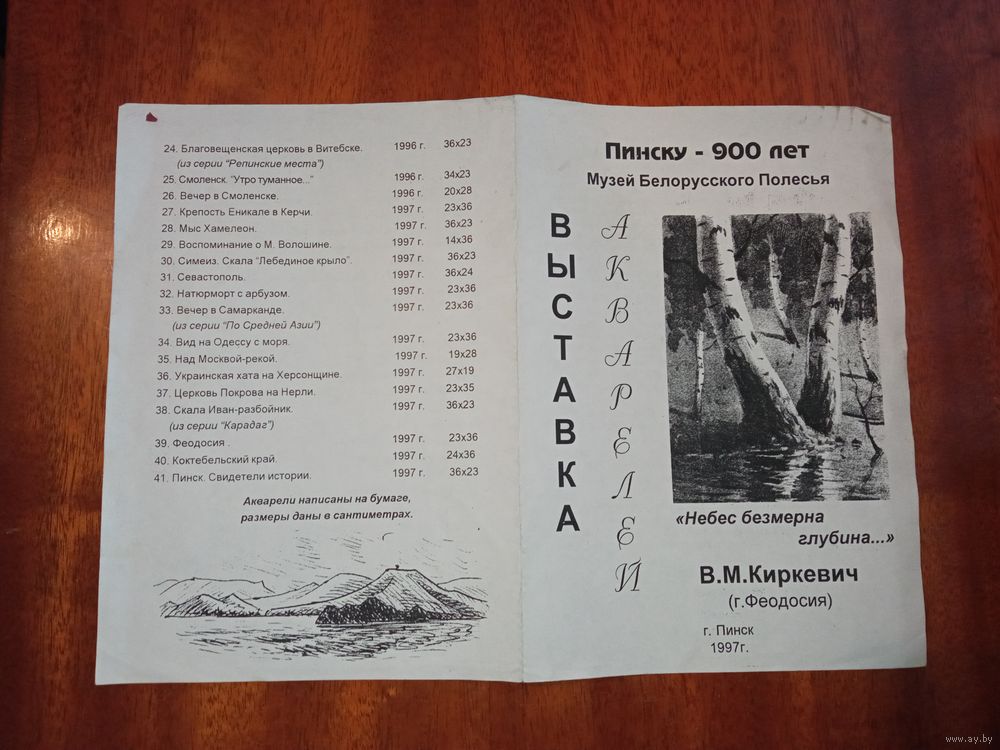 24. Благовещенская церковь в Витебске. 1996 г. 36x23
(из серии “Репинские места”)
25. Смоленск. “Утро туманное...” 1996 г. 34x23
26. Вечер в Смоленске. 1996 г. 20x28
27. Крепость Еникале в Керчи. 1997 г. 23x36
28. Мыс Хамелеон. 1997 г. 36x23
29. Воспоминание о М. Волошине. 1997 г. 14x36
30. Симеиз. Скала “Лебединое крыло”. 1997 г. 36x23
31. Севастополь. 1997 г. 36x24
32. Натюрморт с арбузом. 1997 г. 23x36
33. Вечер в Самарканде. 1997 г. 23x36
(из серии “По Средней Азии”)
34. Вид на Одессу с моря. 1997 г. 23x36
35. Над Москвой-рекой. 1997 г. 19x28
36. Украинская хата на Херсонщине. 1997 г. 27x19
37. Церковь Покрова на Нерли. 1997 г. 23x35
38. Скала Иван-разбойник. 1997 г. 36x23
(из серии “Карадаг”)
39. Феодосия . 1997 г. 23x36
40. Коктебельский край. 1997 г. 24x36
41. Пинск. Свидетели истории. 1997 г. 36x23
Акварели написаны на бумаге,
размеры даны в сантиметрах.
Пинску - 900 лет
Музей Белорусского Полесья
ВЫСТАВКА
АКВАРЕЛЕЙ
«Небес безмерна
глубина...»
В.М.Киркевич
(г.Феодосия)
г. Пинск
1997г.
www.ay.by